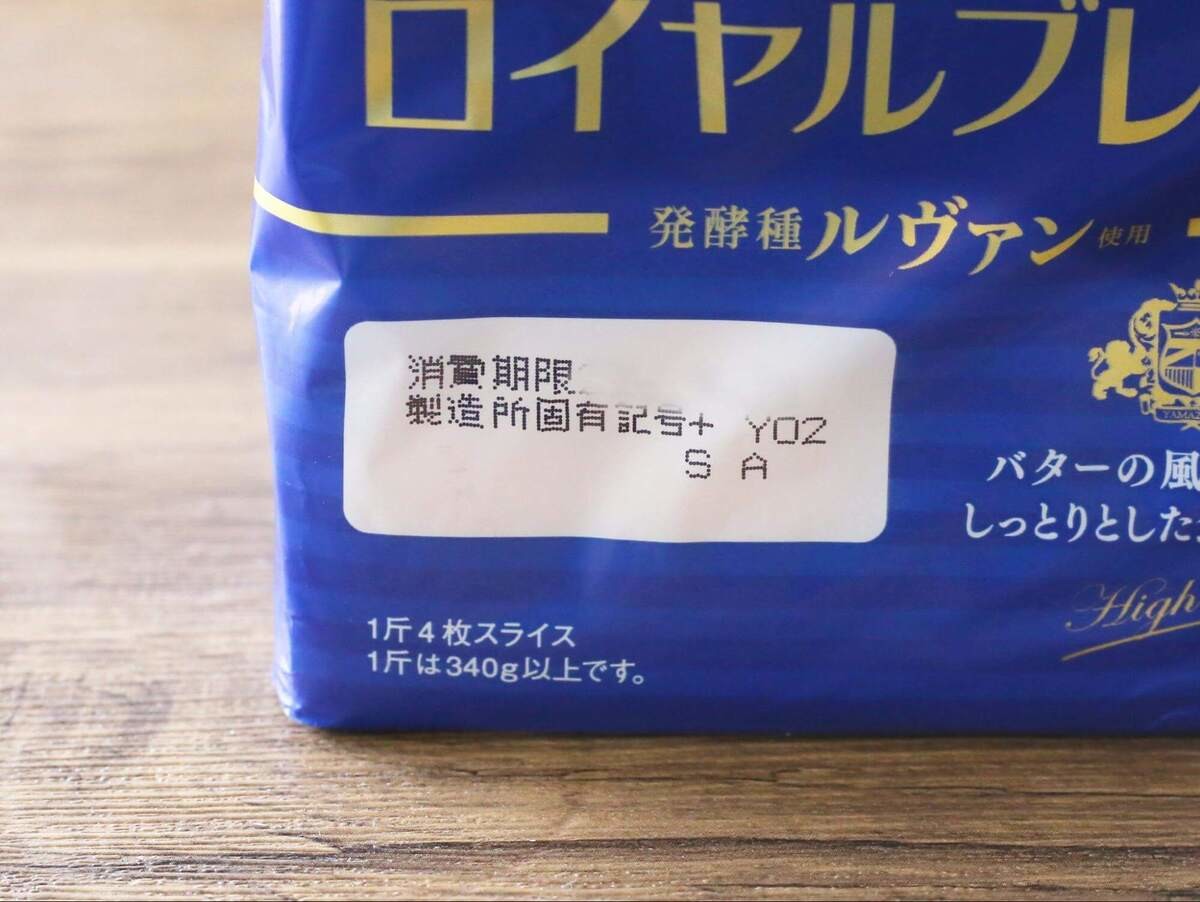 ロイヤルブレ
発酵種ルヴァン使用
消費期限
製造所固有記号+ Y02
S A
バターの風
しっとりとした
1斤4枚スライス
1斤は340g以上です。
High